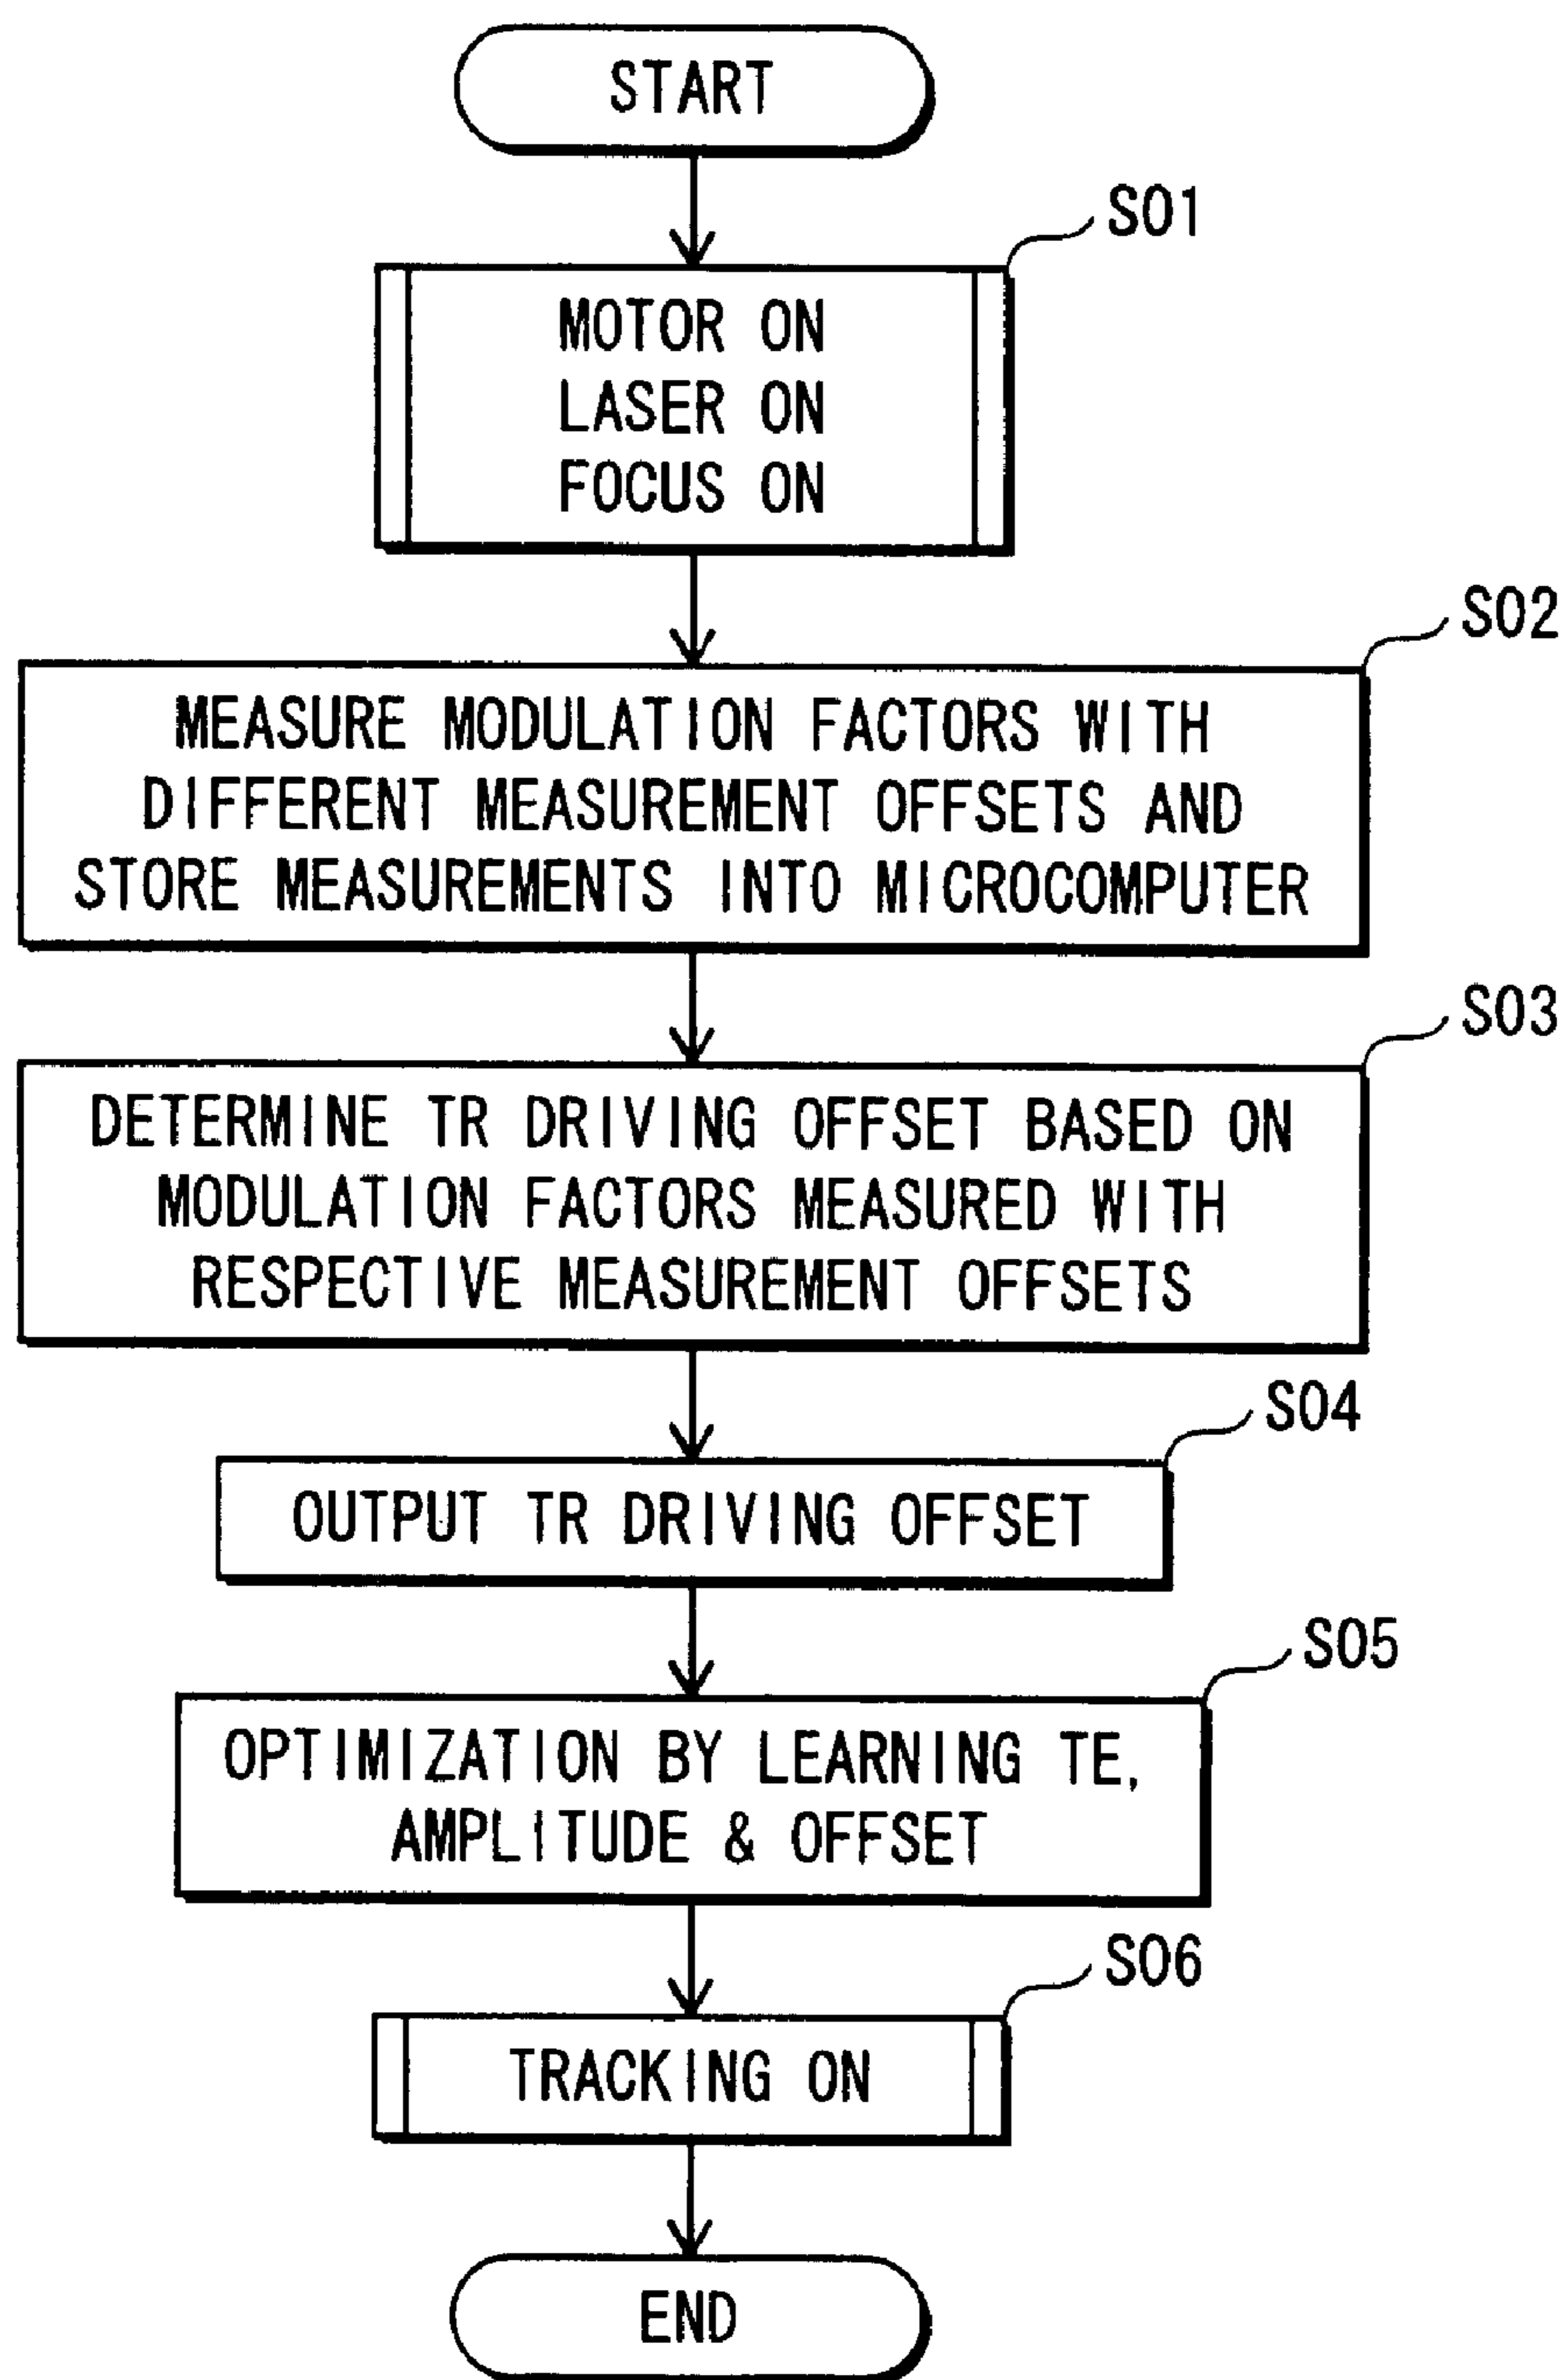 START
S01
MOTOR ON
LASER ON
FOCUS ON
S02
MEASURE MODULATION FACTORS WITH
DIFFERENT MEASUREMENT OFFSETS AND
STORE MEASUREMENTS INTO MICROCOMPUTER
S03
DETERMINE TR DRIVING OFFSET BASED ON
MODULATION FACTORS MEASURED WITH
RESPECTIVE MEASUREMENT OFFSETS
S04
OUTPUT TR DRIVING OFFSET
S05
OPTIMIZATION BY LEARNING TE,
AMPLITUDE & OFFSET
S06
TRACKING ON
END